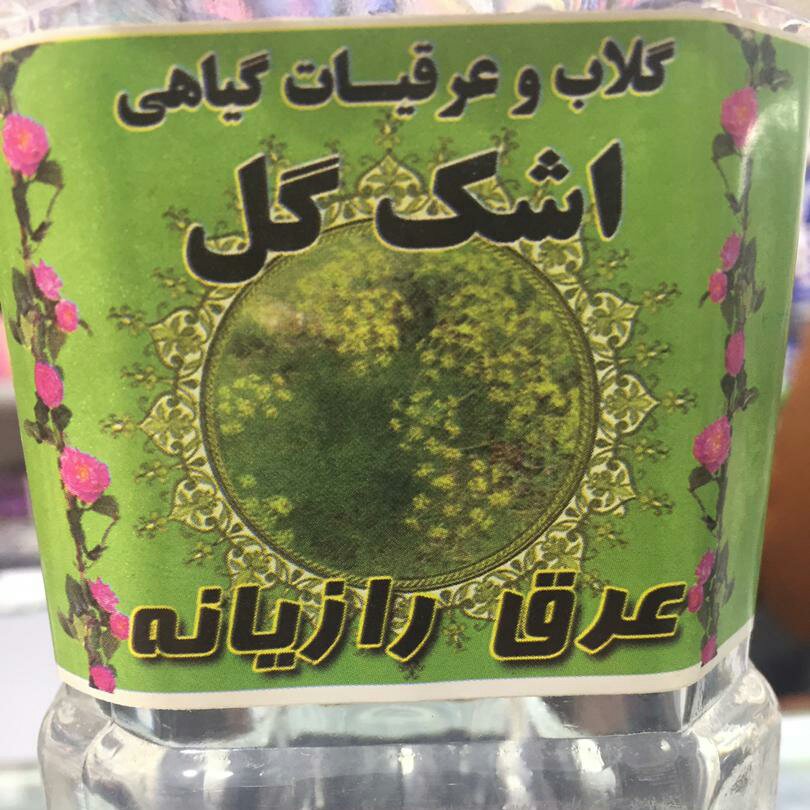 گلاب و عرقیات گیاهی
اشک گل
عرق رازیانه